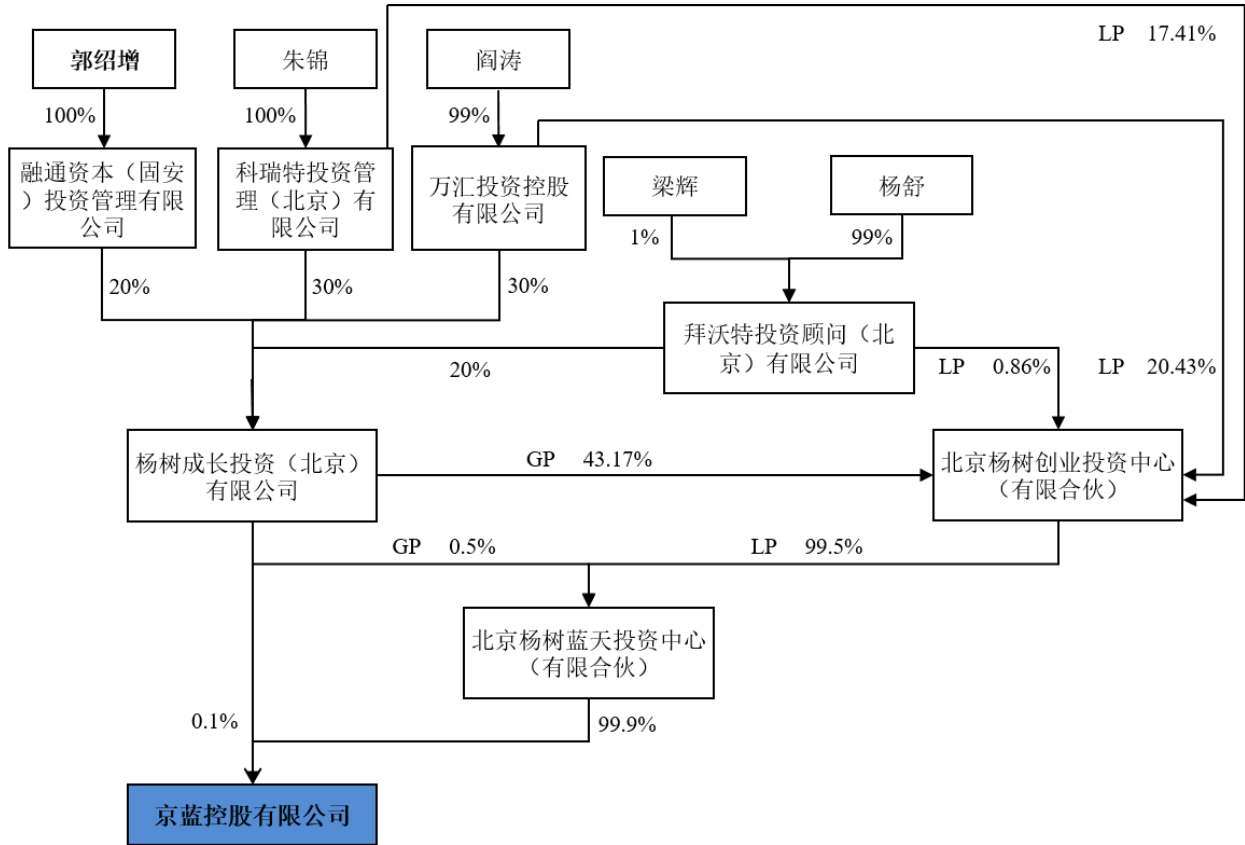 LP 17.41%
郭绍增
朱锦
阎涛
100%
100%
99%
融通资本（固安
）投资管理有限
公司
科瑞特投资管
理（北京）有
限公司
万汇投资控股
有限公司
梁辉
杨舒
1%
99%
20%
30%
30%
拜沃特投资顾问（北
京）有限公司
20%
LP 0.86%
LP 20.43%
杨树成长投资（北京）
有限公司
GP 43.17%
北京杨树创业投资中心
（有限合伙）
GP 0.5%
LP 99.5%
北京杨树蓝天投资中心
（有限合伙）
0.1%
99.9%
京蓝控股有限公司